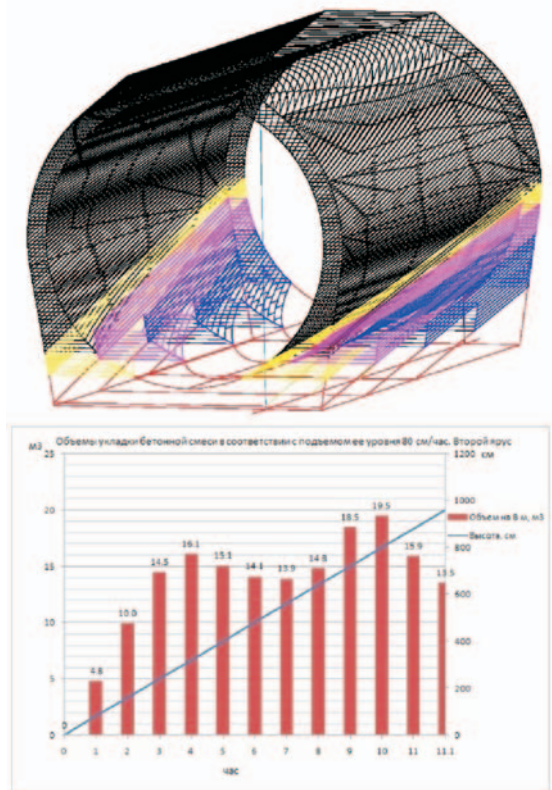 м3 Объемы укладки бетонной смеси в соответствии с подъемом ее уровня 80 см/час. Второй ярус
25 1200 см
20 1000
15 800
10 600
5 400
0 200
0
0 4.8 10.0 14.5 16.1 15.1 14.1 13.9 14.8 18.5 19.5 15.9 13.5
Объем на 8 м, м3
Высота, см
0 1 2 3 4 5 6 7 8 9 10 11 11.1
час